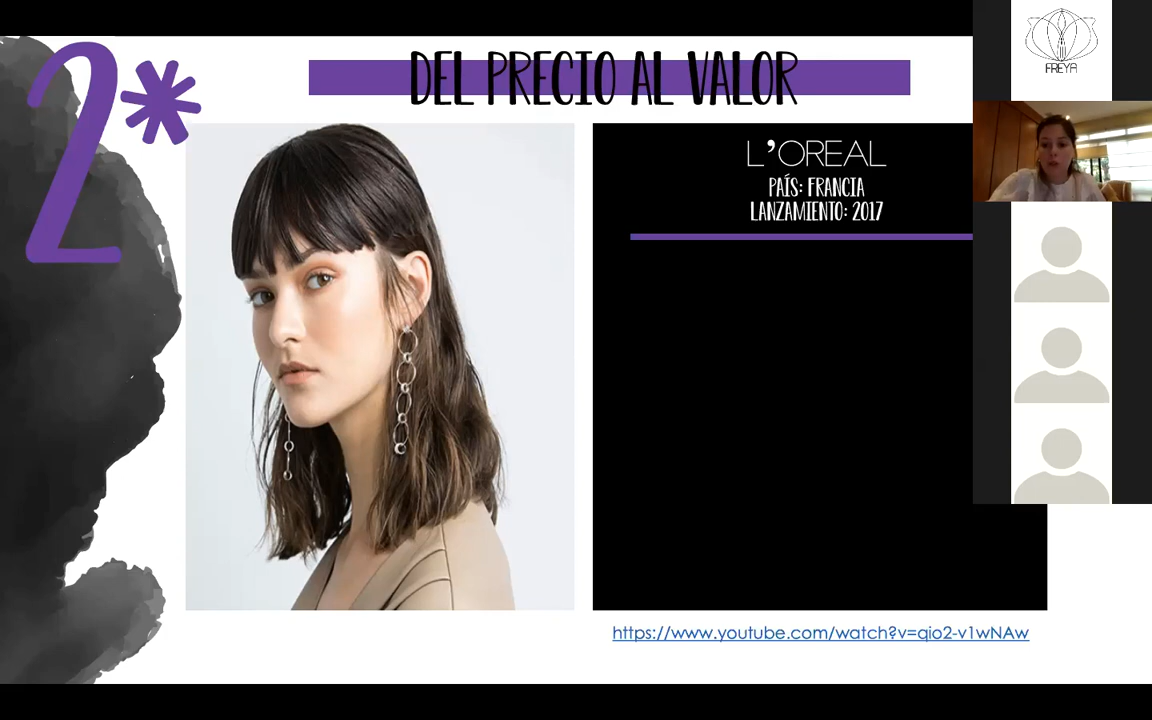 2*
DEL PRECIO AL VALOR
L'OREAL
PAÍS: FRANCIA
LANZAMIENTO: 2017
https://www.youtube.com/watch?v=qio2-v1wNAw
FREYA